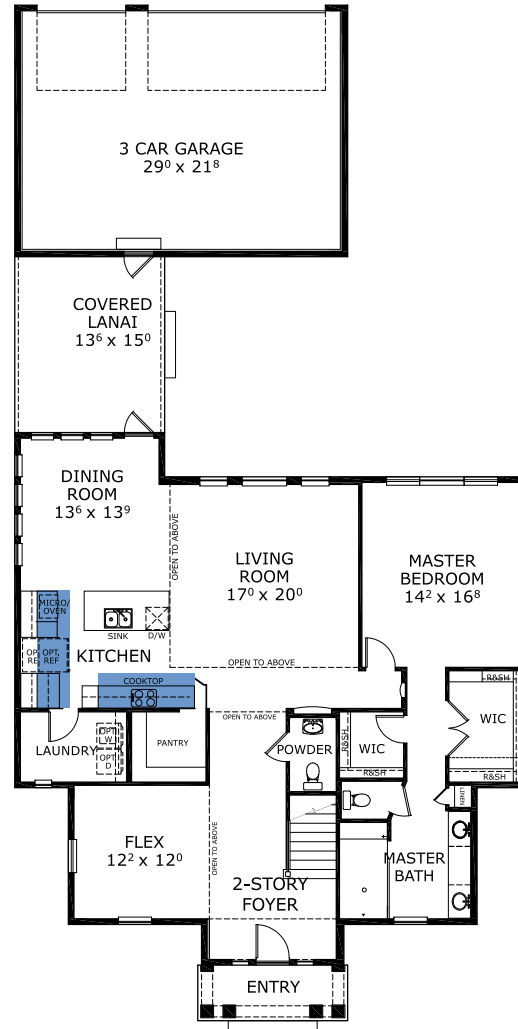 3 CAR GARAGE
29⁰ x 21⁸
COVERED
LANAI
13⁶ x 15⁰
DINING
ROOM
13⁶ x 13⁹
OPEN TO ABOVE
LIVING
ROOM
17⁰ x 20⁰
MASTER
BEDROOM
14² x 16⁸
MICRO/
OVEN
SINK
D/W
OPT.
REF
KITCHEN
OPEN TO ABOVE
COOKTOP
R&SH
WIC
R&SH
LAUNDRY
OPT
W
OPT
D
PANTRY
OPEN TO ABOVE
POWDER
R&SH
WIC
R&SH
LINEN
FLEX
12² x 12⁰
OPEN TO ABOVE
2-STORY
FOYER
MASTER
BATH
ENTRY